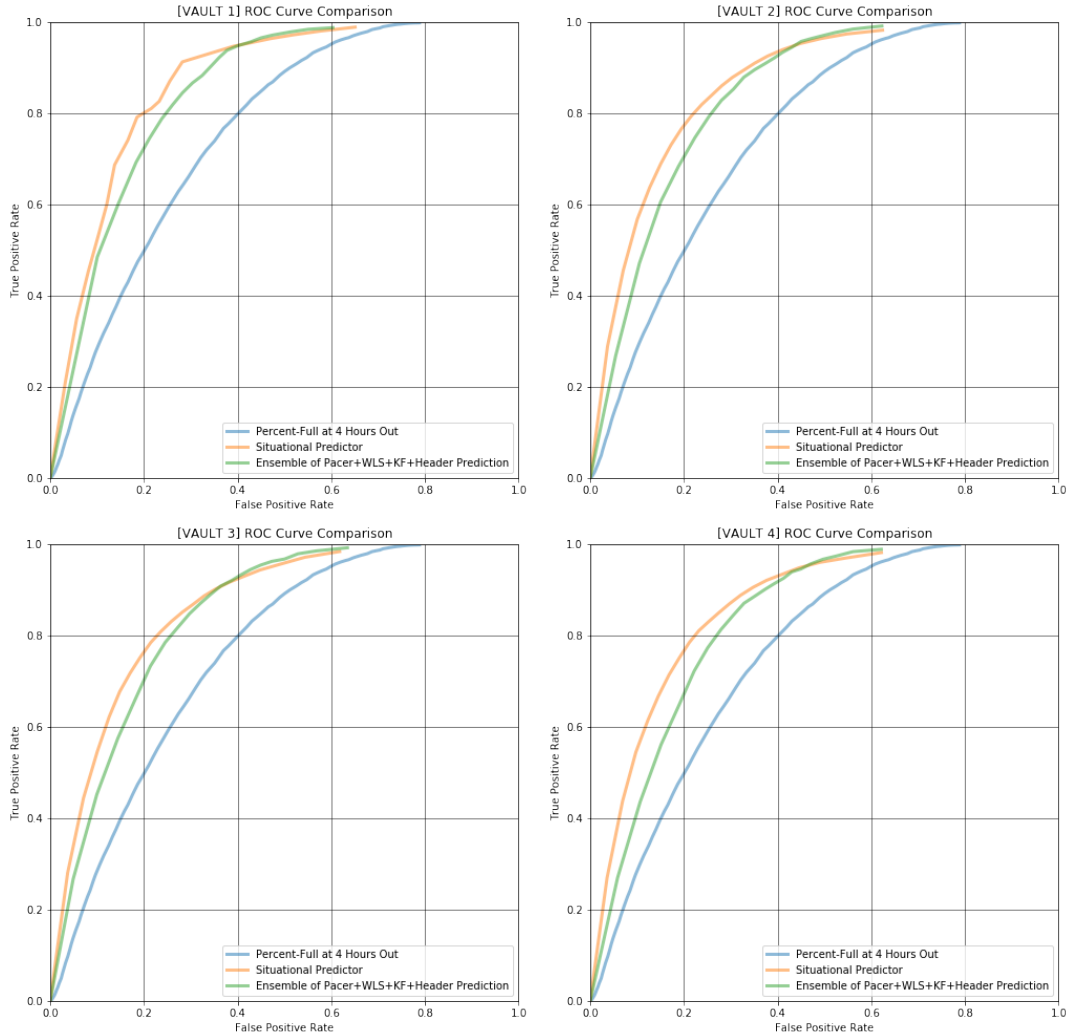 [VAULT 1] ROC Curve Comparison
1.0
0.8
0.6
0.4
0.2
0.0
True Positive Rate
Percent-Full at 4 Hours Out
Situational Predictor
Ensemble of Pacer+WLS+KF+Header Prediction
0.0 0.2 0.4 0.6 0.8 1.0
False Positive Rate
[VAULT 2] ROC Curve Comparison
1.0
0.8
0.6
0.4
0.2
0.0
True Positive Rate
Percent-Full at 4 Hours Out
Situational Predictor
Ensemble of Pacer+WLS+KF+Header Prediction
0.0 0.2 0.4 0.6 0.8 1.0
False Positive Rate
[VAULT 3] ROC Curve Comparison
1.0
0.8
0.6
0.4
0.2
0.0
True Positive Rate
Percent-Full at 4 Hours Out
Situational Predictor
Ensemble of Pacer+WLS+KF+Header Prediction
0.0 0.2 0.4 0.6 0.8 1.0
False Positive Rate
[VAULT 4] ROC Curve Comparison
1.0
0.8
0.6
0.4
0.2
0.0
True Positive Rate
Percent-Full at 4 Hours Out
Situational Predictor
Ensemble of Pacer+WLS+KF+Header Prediction
0.0 0.2 0.4 0.6 0.8 1.0
False Positive Rate